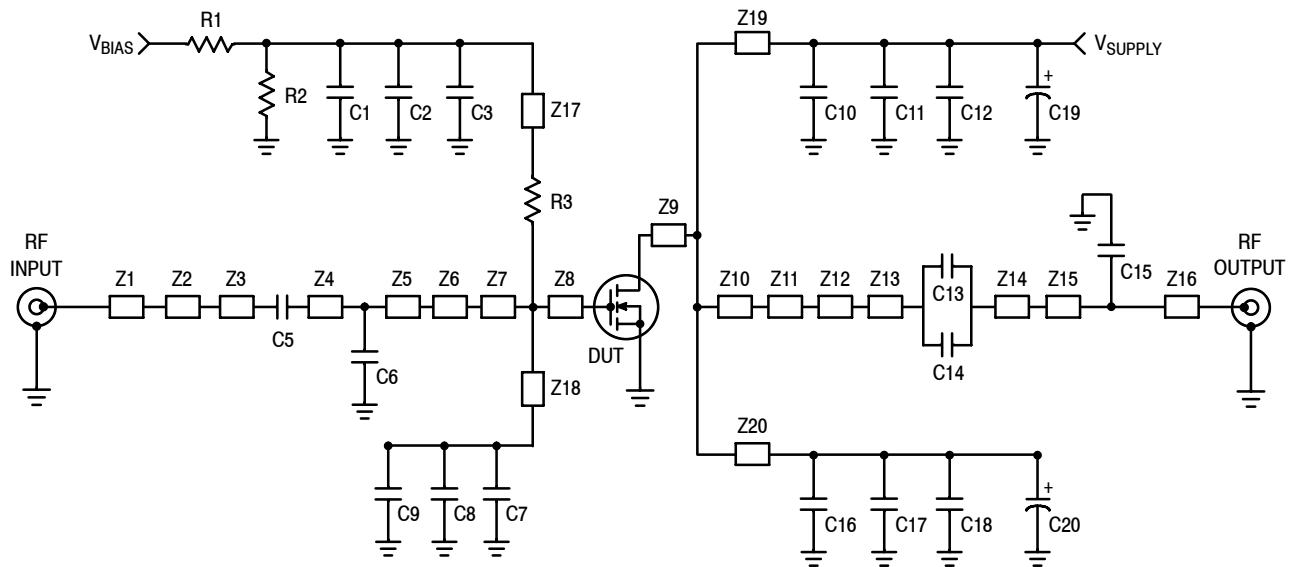 R1
Z19
VBIAS
VSUPPLY
R2
C1
C2
C3
Z17
C10
C11
C12
+
C19
R3
Z9
RF
INPUT
RF
OUTPUT
Z1
Z2
Z3
Z4
Z5
Z6
Z7
Z8
Z10
Z11
Z12
Z13
C13
Z14
Z15
C15
Z16
C5
C6
DUT
C14
Z18
Z20
C9
C8
C7
C16
C17
C18
+
C20